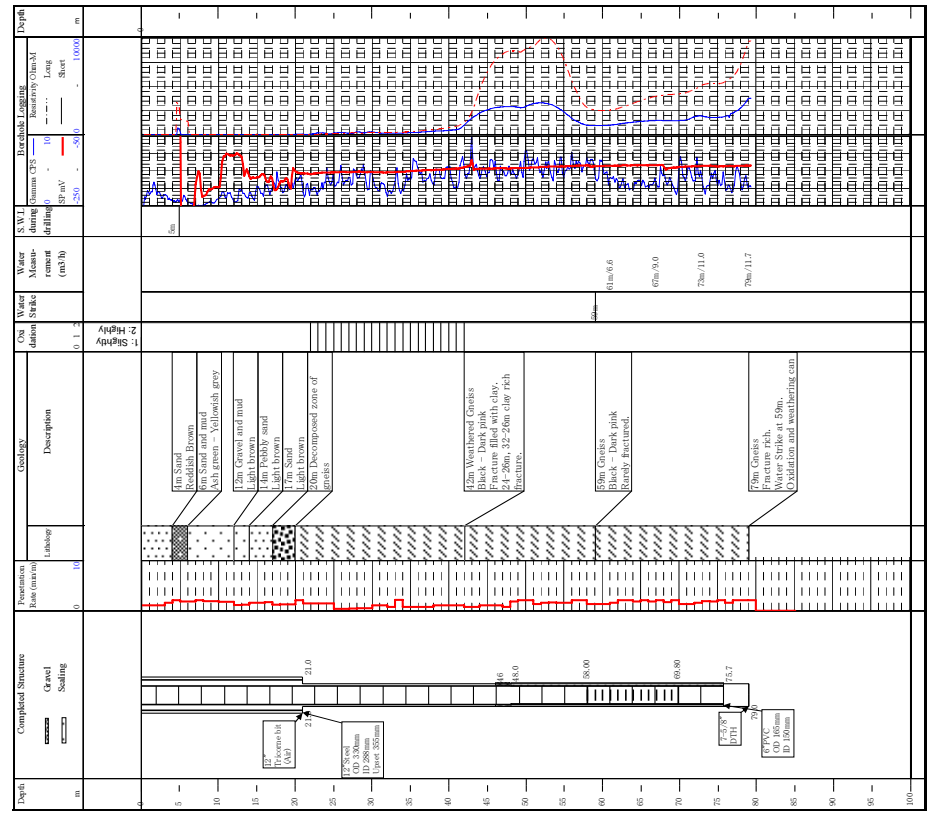 Depth
m
Completed Structure
Gravel
Sealing
Penetration
Rate (min/m)
0 10
Geology
Lithology
Description
Oxi
dation
0 1 2
1: Slightly
2: Highly
Water
Strike
Water
Measu-
rement
(m3/h)
S.W.L.
during
drilling
Borehole Logging
Gamma CPS
0 - 10
SP mV
-250 - -50
Resistivity Ohm-M
Long
Short
0 - 10000
Depth
m
0
0
5
10
15
20
25
30
35
40
45
50
55
60
65
70
75
80
85
90
95
100
12"
Tricorne bit
(Air)
12"Steel
OD 330mm
ID 288mm
Upset 355mm
21.0
46
48.0
58.00
69.80
75.7
7-5/8"
DTH
6"PVC
OD 165mm
ID 150mm
4m Sand
Reddish Brown
6m Sand and mud
Ash green - Yellowish grey
12m Gravel and mud
Light brown
14m Pebbly sand
Light brown
17m Sand
Light brown
20m Decomposed zone of
gneiss
42m Weathered Gneiss
Black - Dark pink
Fracture filled with clay.
24-26m, 32-26m clay rich
fracture.
59m Gneiss
Black - Dark pink
Rarely fractured.
79m Gneiss
Fracture rich.
Water Strike at 59m.
Oxidation and weathering can
59m
61m/6.6
67m/9.0
73m/11.0
79m/11.7
5m